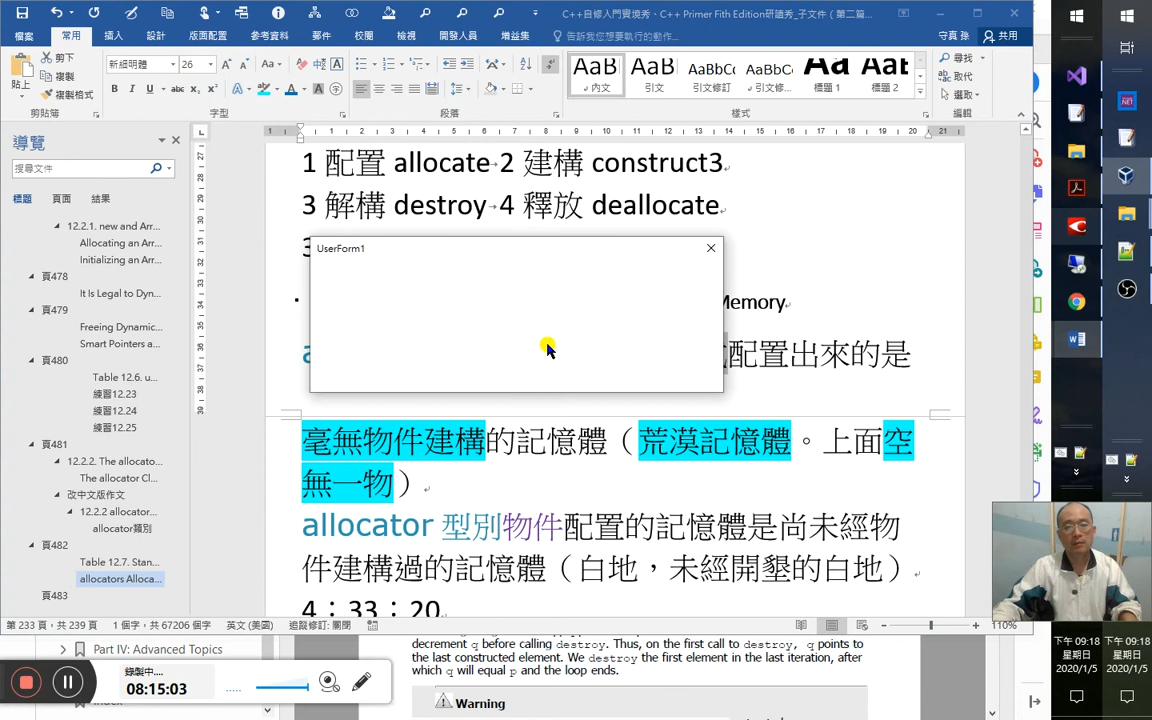 C++自修人門實境秀、C++ Primer Fith Edition研讀秀_子文件（第二篇...
檔案 常用 插入 設計 版面配置 參考資料 郵件 校閱 檢視 開發人員 增益集 告訴我您想要執行的動作... 守真 孫 共用
貼上 剪下 複製 複製格式
新細明體 26
AaB AaB AaBbCc AaBbCc AaB AaB
內文 引文 引文修訂 引文修... 標題 1 標題 2
尋找 取代 選取
剪貼簿 字型 段落 樣式 編輯
導覽
搜尋文件
標題 頁面 結果
12.2.1. new and Arr...
Allocating an Arr...
Initializing an Arr...
頁478
It Is Legal to Dyn...
頁479
Freeing Dynamic...
Smart Pointers a...
頁480
Table 12.6. u...
練習12.23
練習12.24
練習12.25
頁481
12.2.2. The allocato...
The allocator Cl...
改中文版作文
12.2.2 allocator...
allocator類別
頁482
Table 12.7. Stan...
allocators Alloca...
頁483
1 配置 allocate 2 建構 construct3
3 解構 destroy 4 釋放 deallocate
UserForm1
Memory
配置出來的是
毫無物件建構的記憶體（荒漠記憶體。上面空
無一物）
allocator 型別物件配置的記憶體是尚未經物
件建構過的記憶體（白地，未經開墾的白地）
4：33：20
第 233 頁，共 239 頁 1 個字，共 67206 個字 英文 (美國) 追蹤修訂: 關閉 110%
Part IV: Advanced Topics
decrement q before calling destroy. Thus, on the first call to destroy, q points to
the last constructed element. We destroy the first element in the last iteration, after
which q will equal p and the loop ends.
Warning
錄製中...
08:15:03
下午 09:18
星期日
2020/1/5
下午 09:18
星期日
2020/1/5